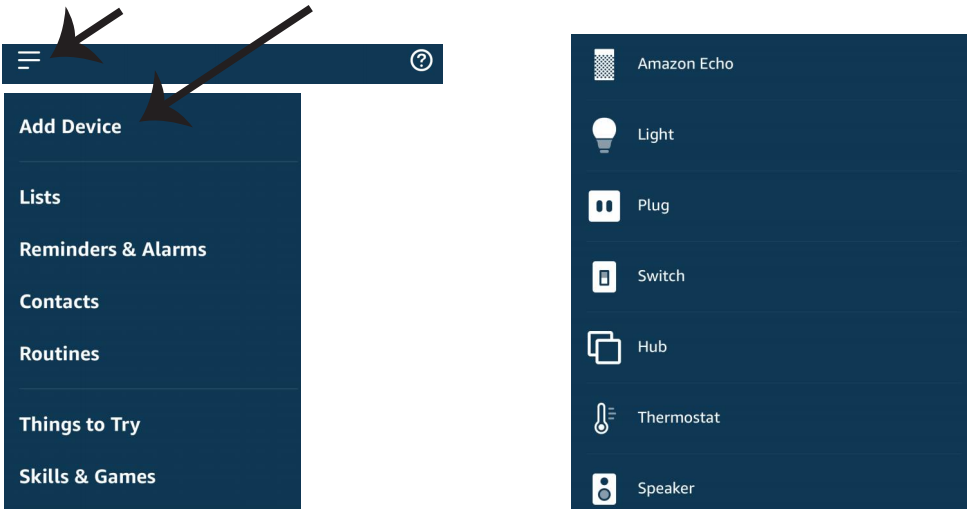 Add Device
Lists
Reminders & Alarms
Contacts
Routines
Things to Try
Skills & Games
Amazon Echo
Light
Plug
Switch
Hub
Thermostat
Speaker